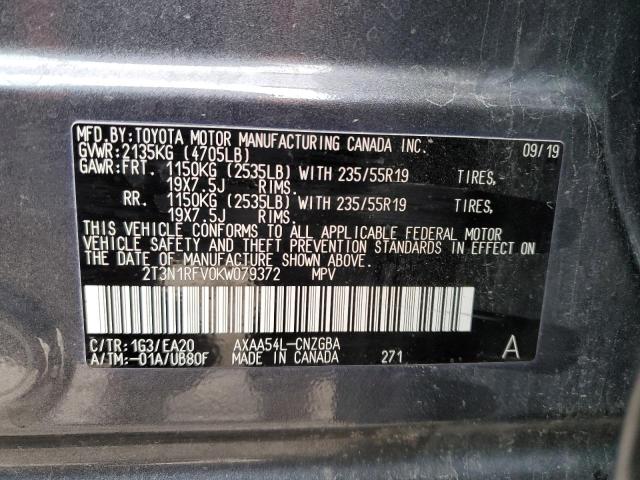 MFD.BY:TOYOTA MOTOR MANUFACTURING CANADA INC. 09/19
GVWR:2135KG (4705LB)
GAWR:FRT. 1150KG (2535LB) WITH 235/55R19 TIRES,
19X7.5J RIMS.
RR. 1150KG (2535LB) WITH 235/55R19 TIRES,
19X7.5J RIMS.
THIS VEHICLE CONFORMS TO ALL APPLICABLE FEDERAL MOTOR
VEHICLE SAFETY AND THEFT PREVENTION STANDARDS IN EFFECT ON
THE DATE OF MANUFACTURE SHOWN ABOVE.
2T3N1RFV0KW079372 MPV
C/TR:1G3/EA20 AXAA54L-CNZGBA
A/TM:-01A/UB80F MADE IN CANADA 271 A